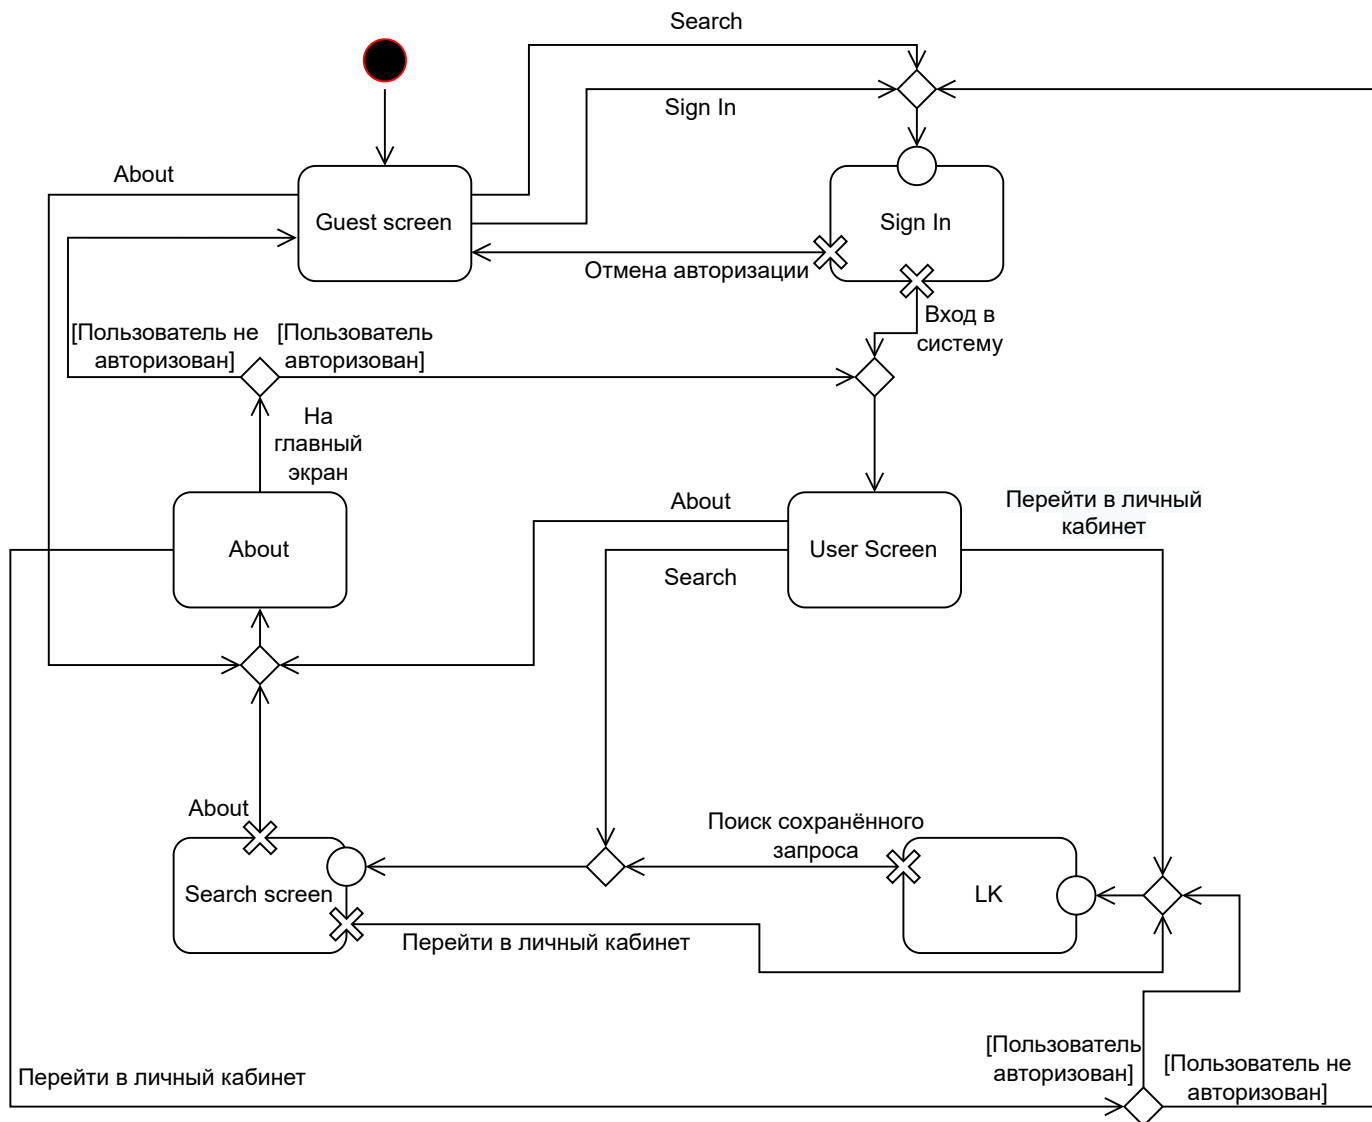 Search
Sign In
About
Guest screen
Sign In
Отмена авторизации
[Пользователь не
авторизован]
[Пользователь
авторизован]
Вход в
систему
На
главный
экран
About
About
User Screen
Search
Перейти в личный
кабинет
About
Search screen
Поиск сохранённого
запроса
LK
Перейти в личный кабинет
[Пользователь
авторизован]
[Пользователь не
авторизован]
Перейти в личный кабинет